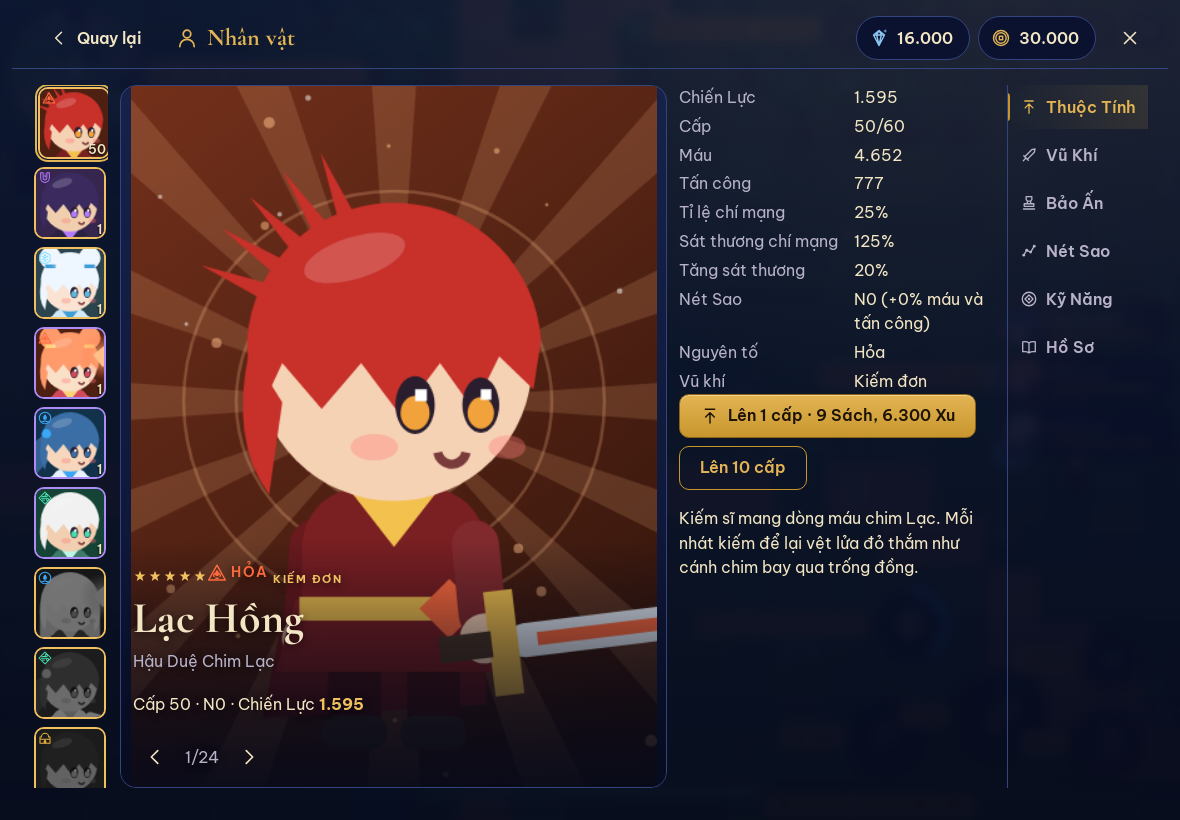 Quay lại
Nhân vật
16.000
30.000
50
1
1
1
1
1
★★★★★ HỎA KIẾM ĐƠN
Lạc Hồng
Hậu Duệ Chim Lạc
Cấp 50 · N0 · Chiến Lực 1.595
1/24
Chiến Lực 1.595
Cấp 50/60
Máu 4.652
Tấn công 777
Tỉ lệ chí mạng 25%
Sát thương chí mạng 125%
Tăng sát thương 20%
Nét Sao N0 (+0% máu và
tấn công)
Nguyên tố Hỏa
Vũ khí Kiếm đơn
Lên 1 cấp · 9 Sách, 6.300 Xu
Lên 10 cấp
Kiếm sĩ mang dòng máu chim Lạc. Mỗi
nhát kiếm để lại vệt lửa đỏ thắm như
cánh chim bay qua trống đồng.
Thuộc Tính
Vũ Khí
Bảo Ấn
Nét Sao
Kỹ Năng
Hồ Sơ